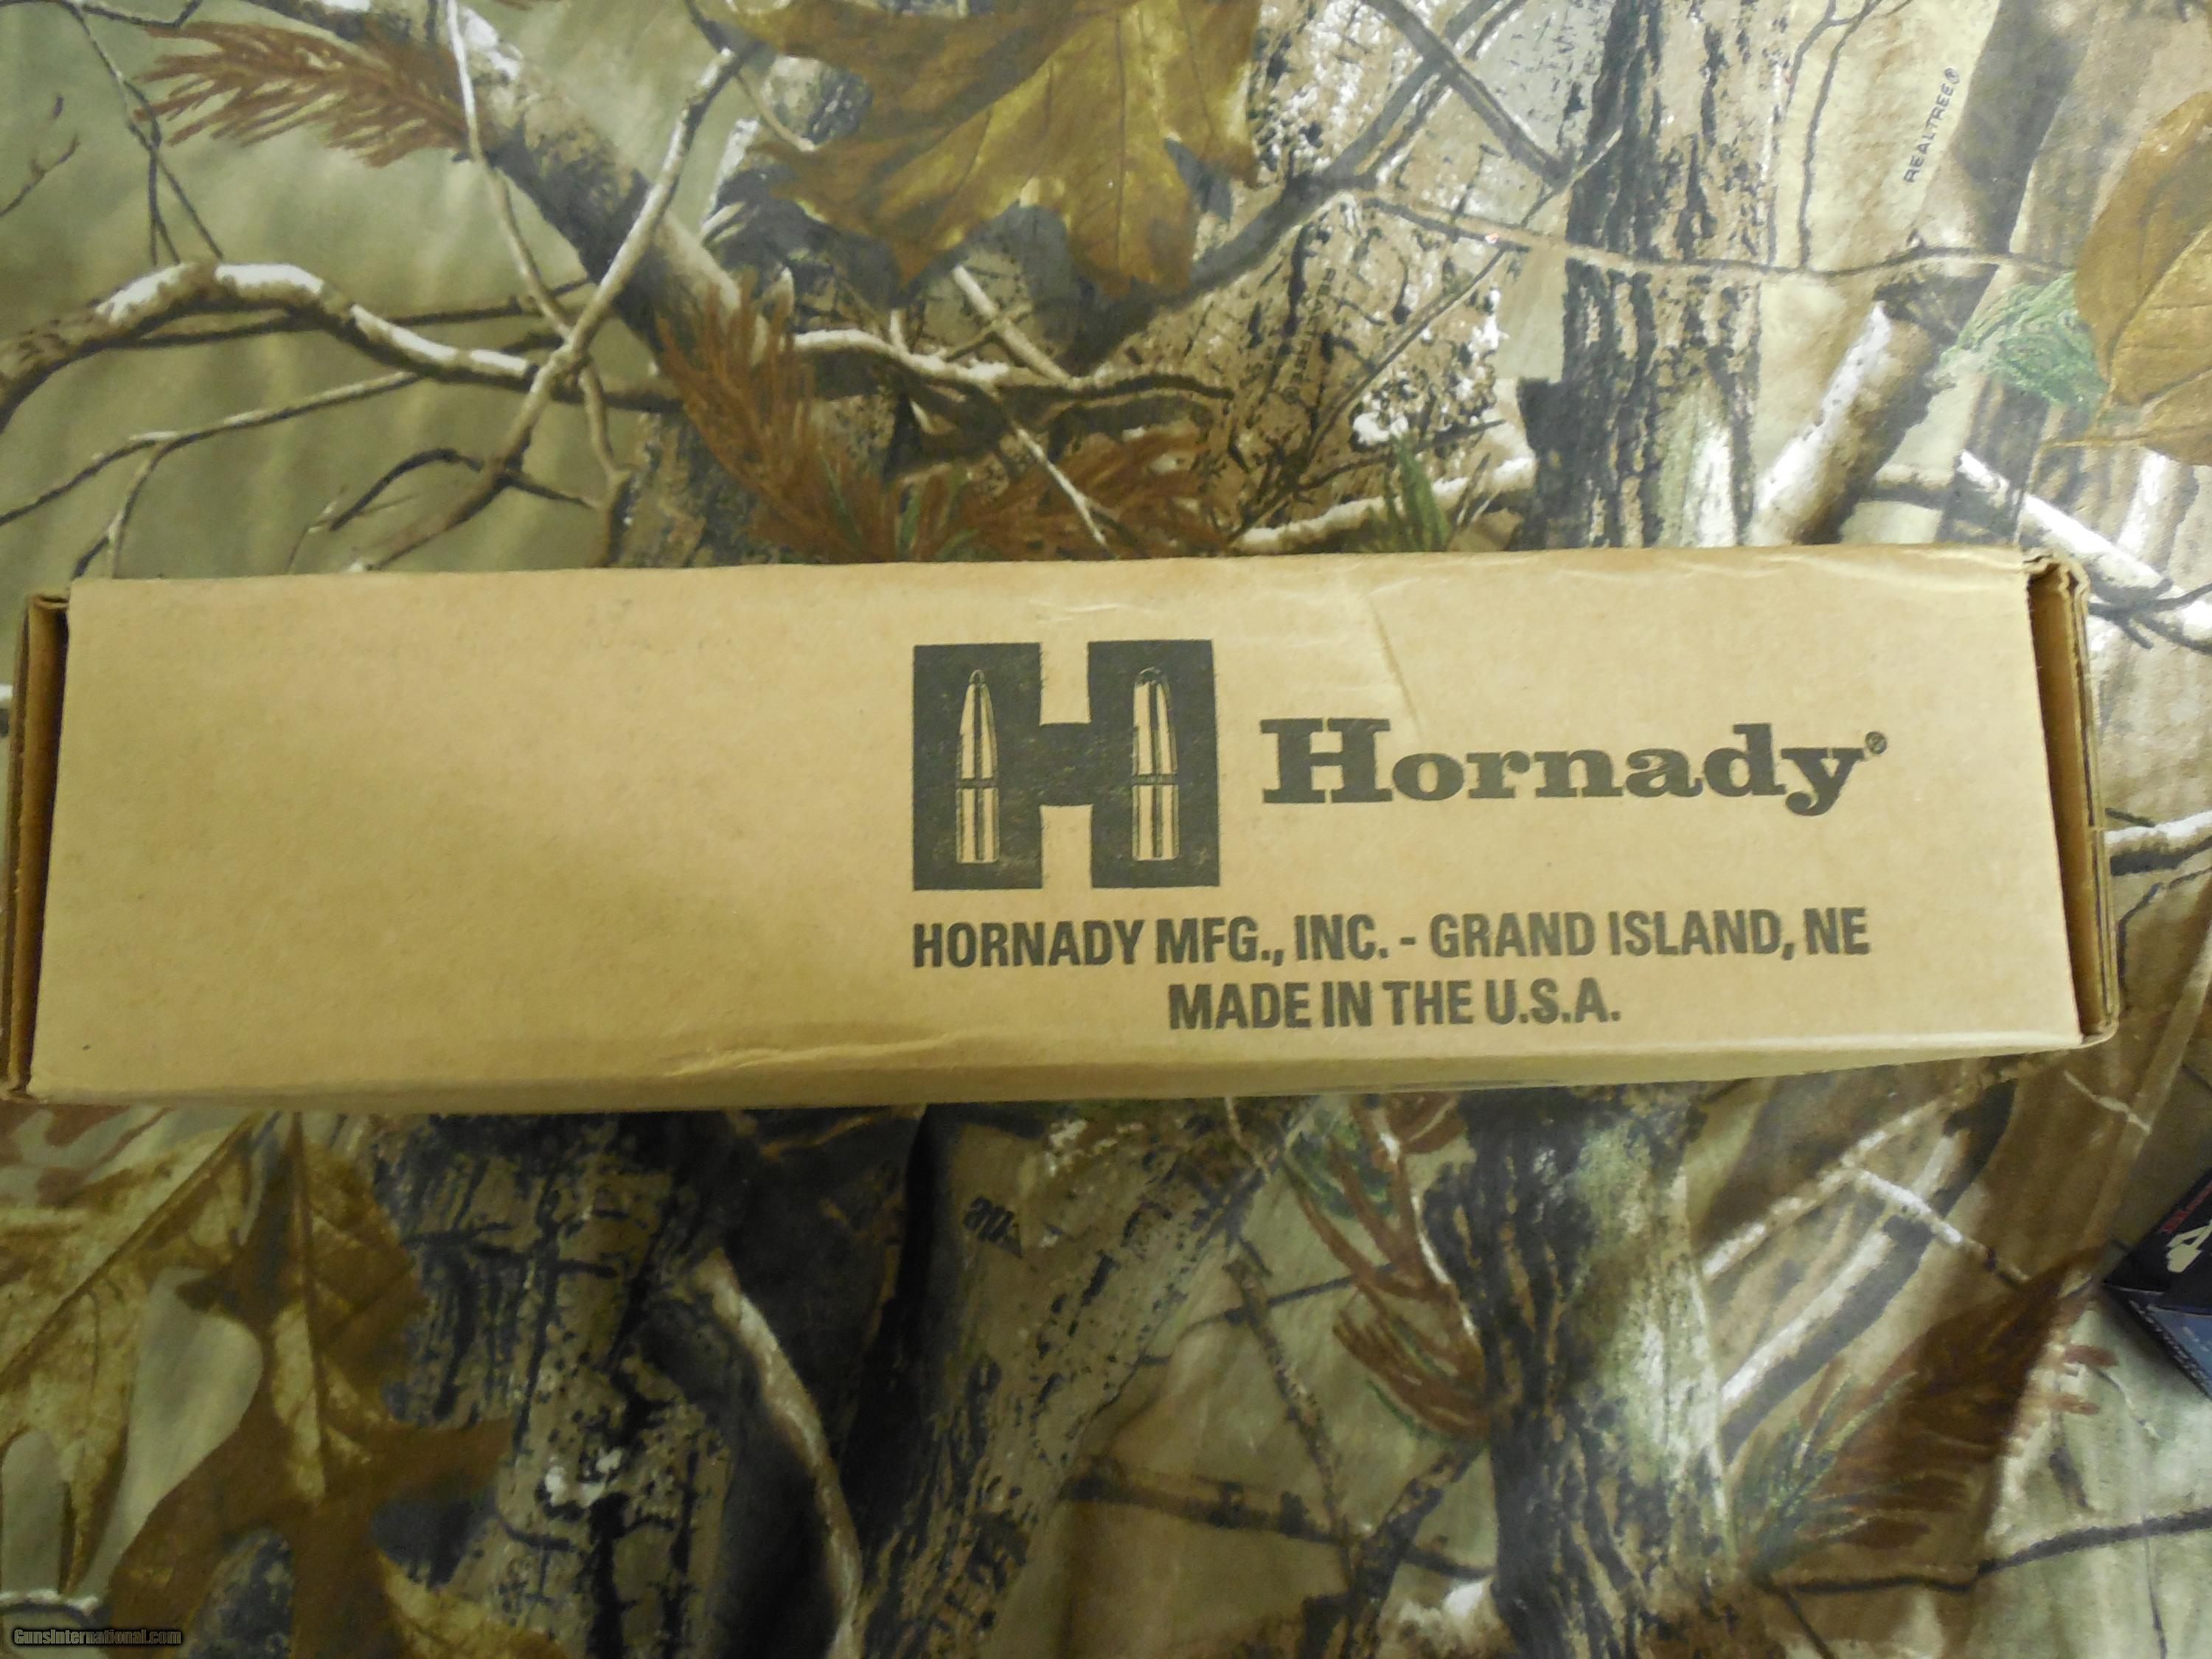 REALTREE®
Hornady®
HORNADY MFG., INC. - GRAND ISLAND, NE
MADE IN THE U.S.A.
GunsInternational.com